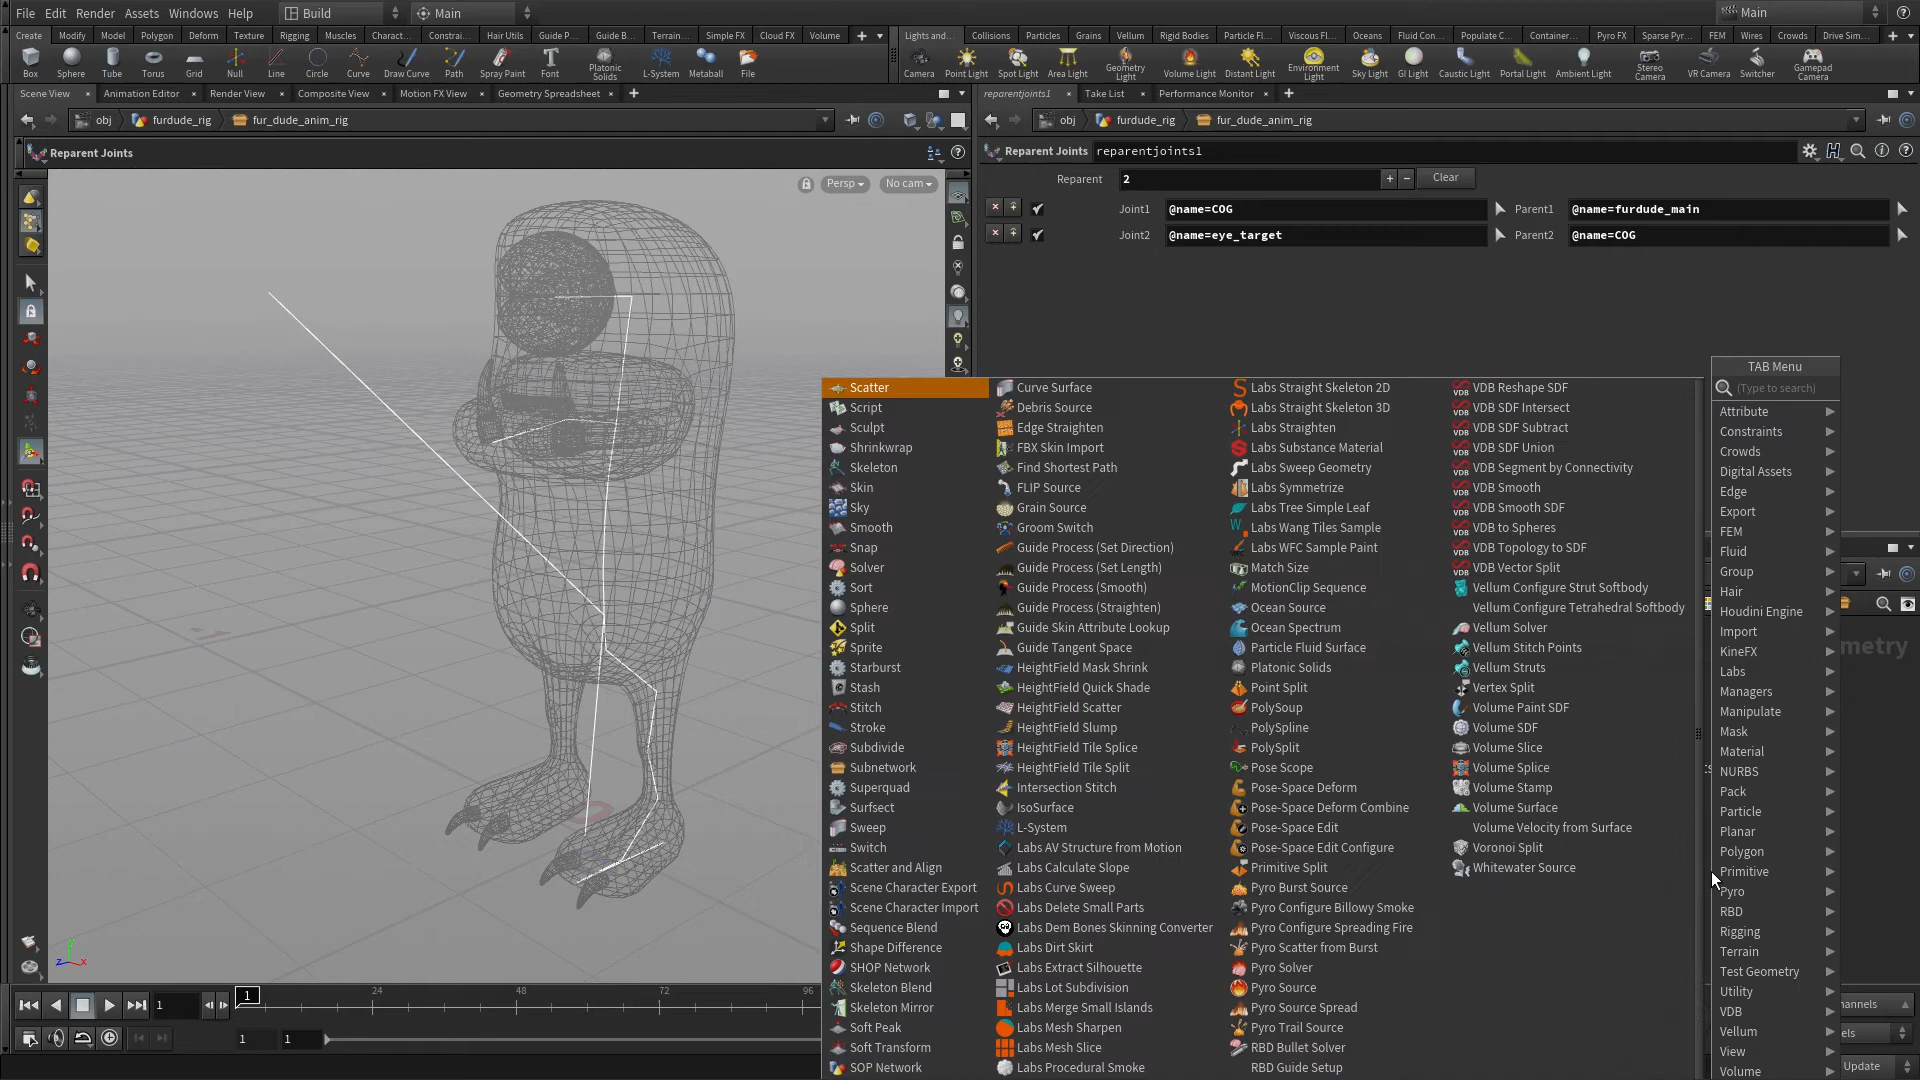 File Edit Render Assets Windows Help Build Main Main
Create Modify Model Polygon Deform Texture Rigging Muscles Charact... Constrai... Hair Utils Guide P... Guide B... Terrain... Simple FX Cloud FX Volume
Lights and... Collisions Particles Grains Vellum Rigid Bodies Particle Fl... Viscous Fl... Oceans Fluid Con... Populate C... Container... Pyro FX Sparse Pyr... FEM Wires Crowds Drive Sim...
Box Sphere Tube Torus Grid Null Line Circle Curve Draw Curve Path Spray Paint Font Platonic Solids L-System Metaball File
Camera Point Light Spot Light Area Light Geometry Light Volume Light Distant Light Environment Light Sky Light GI Light Caustic Light Portal Light Ambient Light Stereo Camera VR Camera Switcher Gamepad Camera
Scene View Animation Editor Render View Composite View Motion FX View Geometry Spreadsheet
reparentjoints1 Take List Performance Monitor
obj furdude_rig fur_dude_anim_rig
obj furdude_rig fur_dude_anim_rig
Reparent Joints
Reparent Joints reparentjoints1
Persp No cam
Reparent 2 + − Clear
Joint1 @name=COG Parent1 @name=furdude_main
Joint2 @name=eye_target Parent2 @name=COG
TAB Menu
(Type to search)
Scatter
Script
Sculpt
Shrinkwrap
Skeleton
Skin
Sky
Smooth
Snap
Solver
Sort
Sphere
Split
Sprite
Starburst
Stash
Stitch
Stroke
Subdivide
Subnetwork
Superquad
Surfsect
Sweep
Switch
Scatter and Align
Scene Character Export
Scene Character Import
Sequence Blend
Shape Difference
SHOP Network
Skeleton Blend
Skeleton Mirror
Soft Peak
Soft Transform
SOP Network
Curve Surface
Debris Source
Edge Straighten
FBX Skin Import
Find Shortest Path
FLIP Source
Grain Source
Groom Switch
Guide Process (Set Direction)
Guide Process (Set Length)
Guide Process (Smooth)
Guide Process (Straighten)
Guide Skin Attribute Lookup
Guide Tangent Space
HeightField Mask Shrink
HeightField Quick Shade
HeightField Scatter
HeightField Slump
HeightField Tile Splice
HeightField Tile Split
Intersection Stitch
IsoSurface
L-System
Labs AV Structure from Motion
Labs Calculate Slope
Labs Curve Sweep
Labs Delete Small Parts
Labs Dem Bones Skinning Converter
Labs Dirt Skirt
Labs Extract Silhouette
Labs Lot Subdivision
Labs Merge Small Islands
Labs Mesh Sharpen
Labs Mesh Slice
Labs Procedural Smoke
Labs Straight Skeleton 2D
Labs Straight Skeleton 3D
Labs Straighten
Labs Substance Material
Labs Sweep Geometry
Labs Symmetrize
Labs Tree Simple Leaf
Labs Wang Tiles Sample
Labs WFC Sample Paint
Match Size
MotionClip Sequence
Ocean Source
Ocean Spectrum
Particle Fluid Surface
Platonic Solids
Point Split
PolySoup
PolySpline
PolySplit
Pose Scope
Pose-Space Deform
Pose-Space Deform Combine
Pose-Space Edit
Pose-Space Edit Configure
Primitive Split
Pyro Burst Source
Pyro Configure Billowy Smoke
Pyro Configure Spreading Fire
Pyro Scatter from Burst
Pyro Solver
Pyro Source
Pyro Source Spread
Pyro Trail Source
RBD Bullet Solver
RBD Guide Setup
VDB Reshape SDF
VDB SDF Intersect
VDB SDF Subtract
VDB SDF Union
VDB Segment by Connectivity
VDB Smooth
VDB Smooth SDF
VDB to Spheres
VDB Topology to SDF
VDB Vector Split
Vellum Configure Strut Softbody
Vellum Configure Tetrahedral Softbody
Vellum Solver
Vellum Stitch Points
Vellum Struts
Vertex Split
Volume Paint SDF
Volume SDF
Volume Slice
Volume Splice
Volume Stamp
Volume Surface
Volume Velocity from Surface
Voronoi Split
Whitewater Source
Attribute
Constraints
Crowds
Digital Assets
Edge
Export
FEM
Fluid
Group
Hair
Houdini Engine
Import
KineFX
Labs
Managers
Manipulate
Mask
Material
NURBS
Pack
Particle
Planar
Polygon
Primitive
Pyro
RBD
Rigging
Terrain
Test Geometry
Utility
VDB
Vellum
View
Volume
metry
z y x
1 1 24 48 72 96
1 1
hannels
els
Update